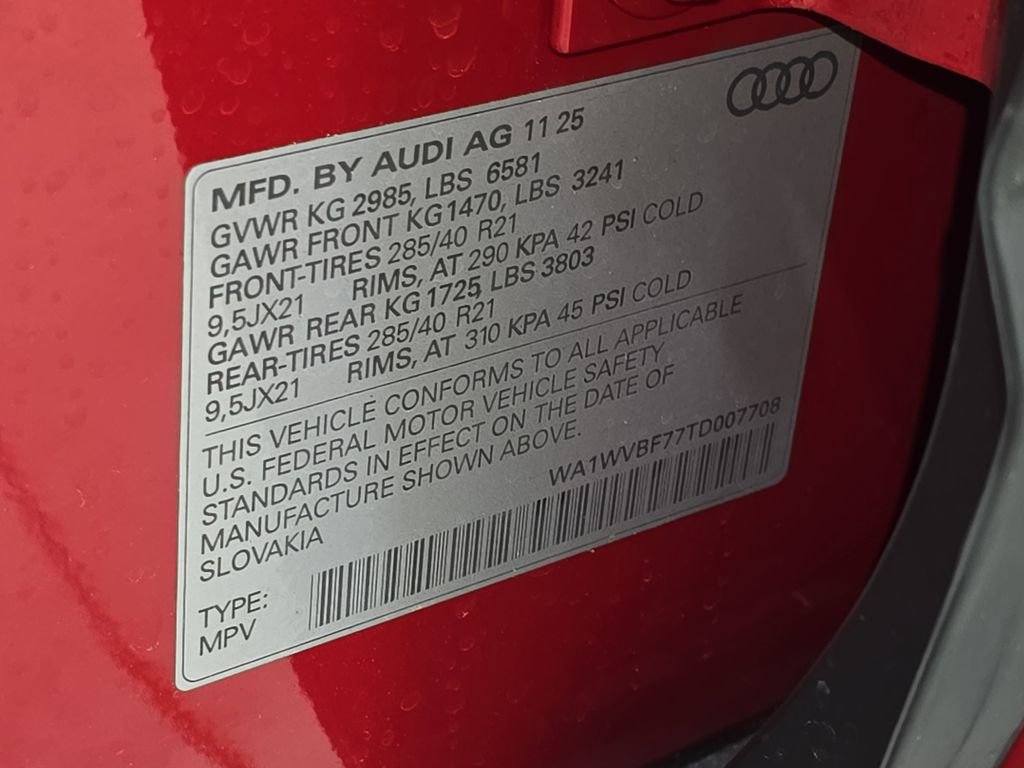 MFD. BY AUDI AG 11 25
GVWR KG 2985, LBS 6581
GAWR FRONT KG1470, LBS 3241
FRONT-TIRES 285/40 R21
9,5JX21 RIMS, AT 290 KPA 42 PSI COLD
GAWR REAR KG 1725, LBS 3803
REAR-TIRES 285/40 R21
9,5JX21 RIMS, AT 310 KPA 45 PSI COLD
THIS VEHICLE CONFORMS TO ALL APPLICABLE
U.S. FEDERAL MOTOR VEHICLE SAFETY
STANDARDS IN EFFECT ON THE DATE OF
MANUFACTURE SHOWN ABOVE.
SLOVAKIA
WA1WVBF77TD007708
TYPE:
MPV